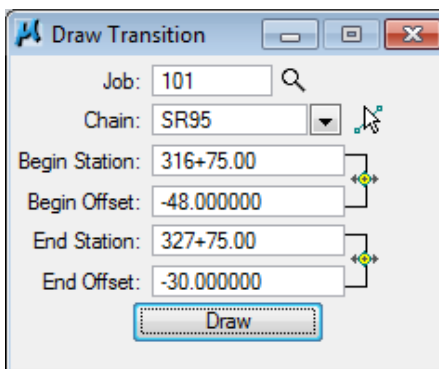 Draw Transition
Job: 101
Chain: SR95
Begin Station: 316+75.00
Begin Offset: -48.000000
End Station: 327+75.00
End Offset: -30.000000
Draw